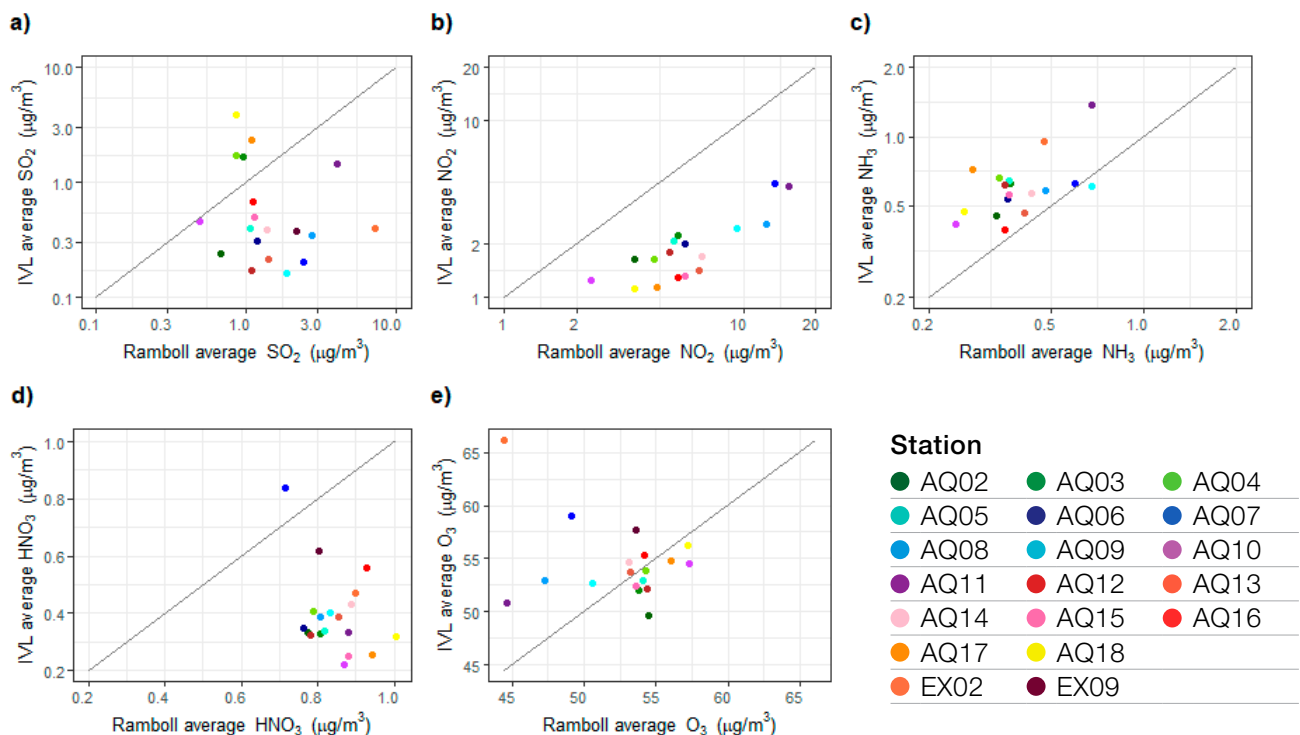 a)
IVL average SO2 (μg/m3)
10.0
3.0
1.0
0.3
0.1
0.1 0.3 1.0 3.0 10.0
Ramboll average SO2 (μg/m3)
b)
IVL average NO2 (μg/m3)
20
10
2
1
1 2 10 20
Ramboll average NO2 (μg/m3)
c)
IVL average NH3 (μg/m3)
2.0
1.0
0.5
0.2
0.2 0.5 1.0 2.0
Ramboll average NH3 (μg/m3)
d)
IVL average HNO3 (μg/m3)
1.0
0.8
0.6
0.4
0.2
0.2 0.4 0.6 0.8 1.0
Ramboll average HNO3 (μg/m3)
e)
IVL average O3 (μg/m3)
65
60
55
50
45
45 50 55 60 65
Ramboll average O3 (μg/m3)
Station
AQ02 AQ03 AQ04
AQ05 AQ06 AQ07
AQ08 AQ09 AQ10
AQ11 AQ12 AQ13
AQ14 AQ15 AQ16
AQ17 AQ18
EX02 EX09